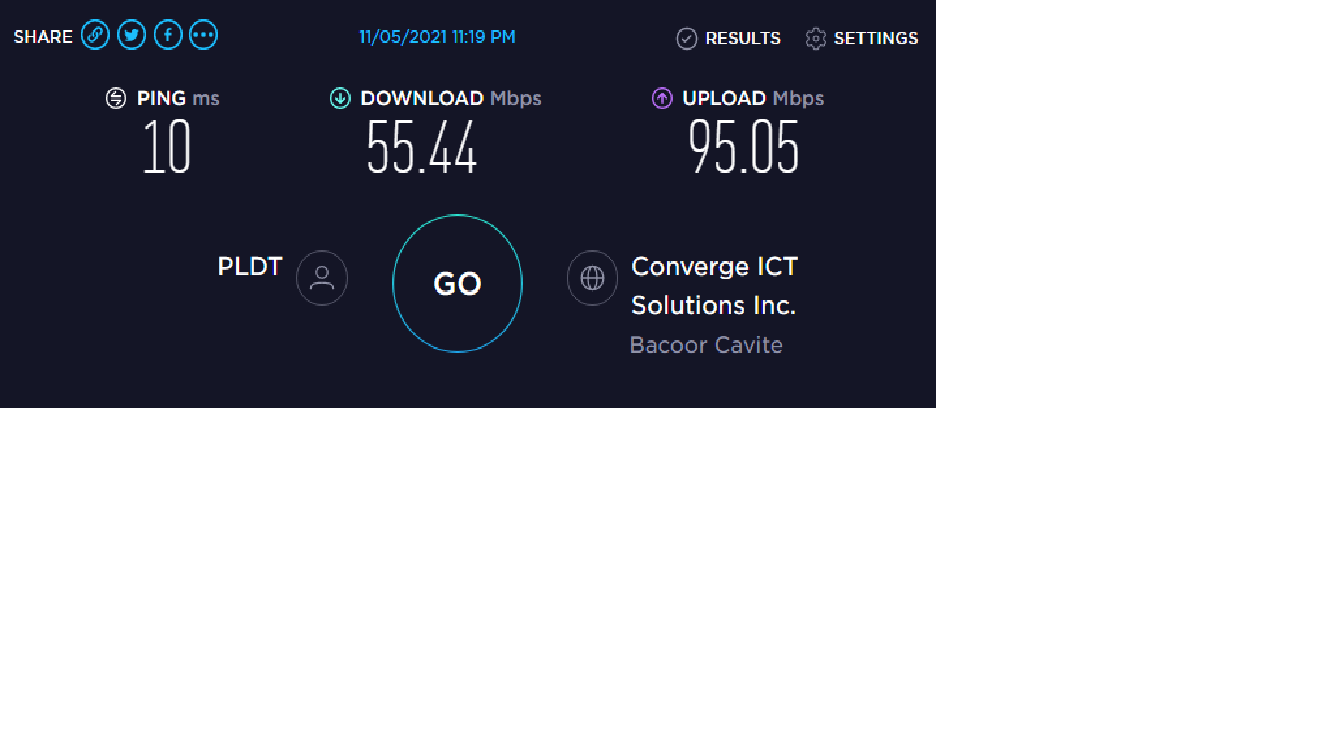 SHARE 11/05/2021 11:19 PM RESULTS SETTINGS
PING ms DOWNLOAD Mbps UPLOAD Mbps
10 55.44 95.05
PLDT GO Converge ICT
Solutions Inc.
Bacoor Cavite